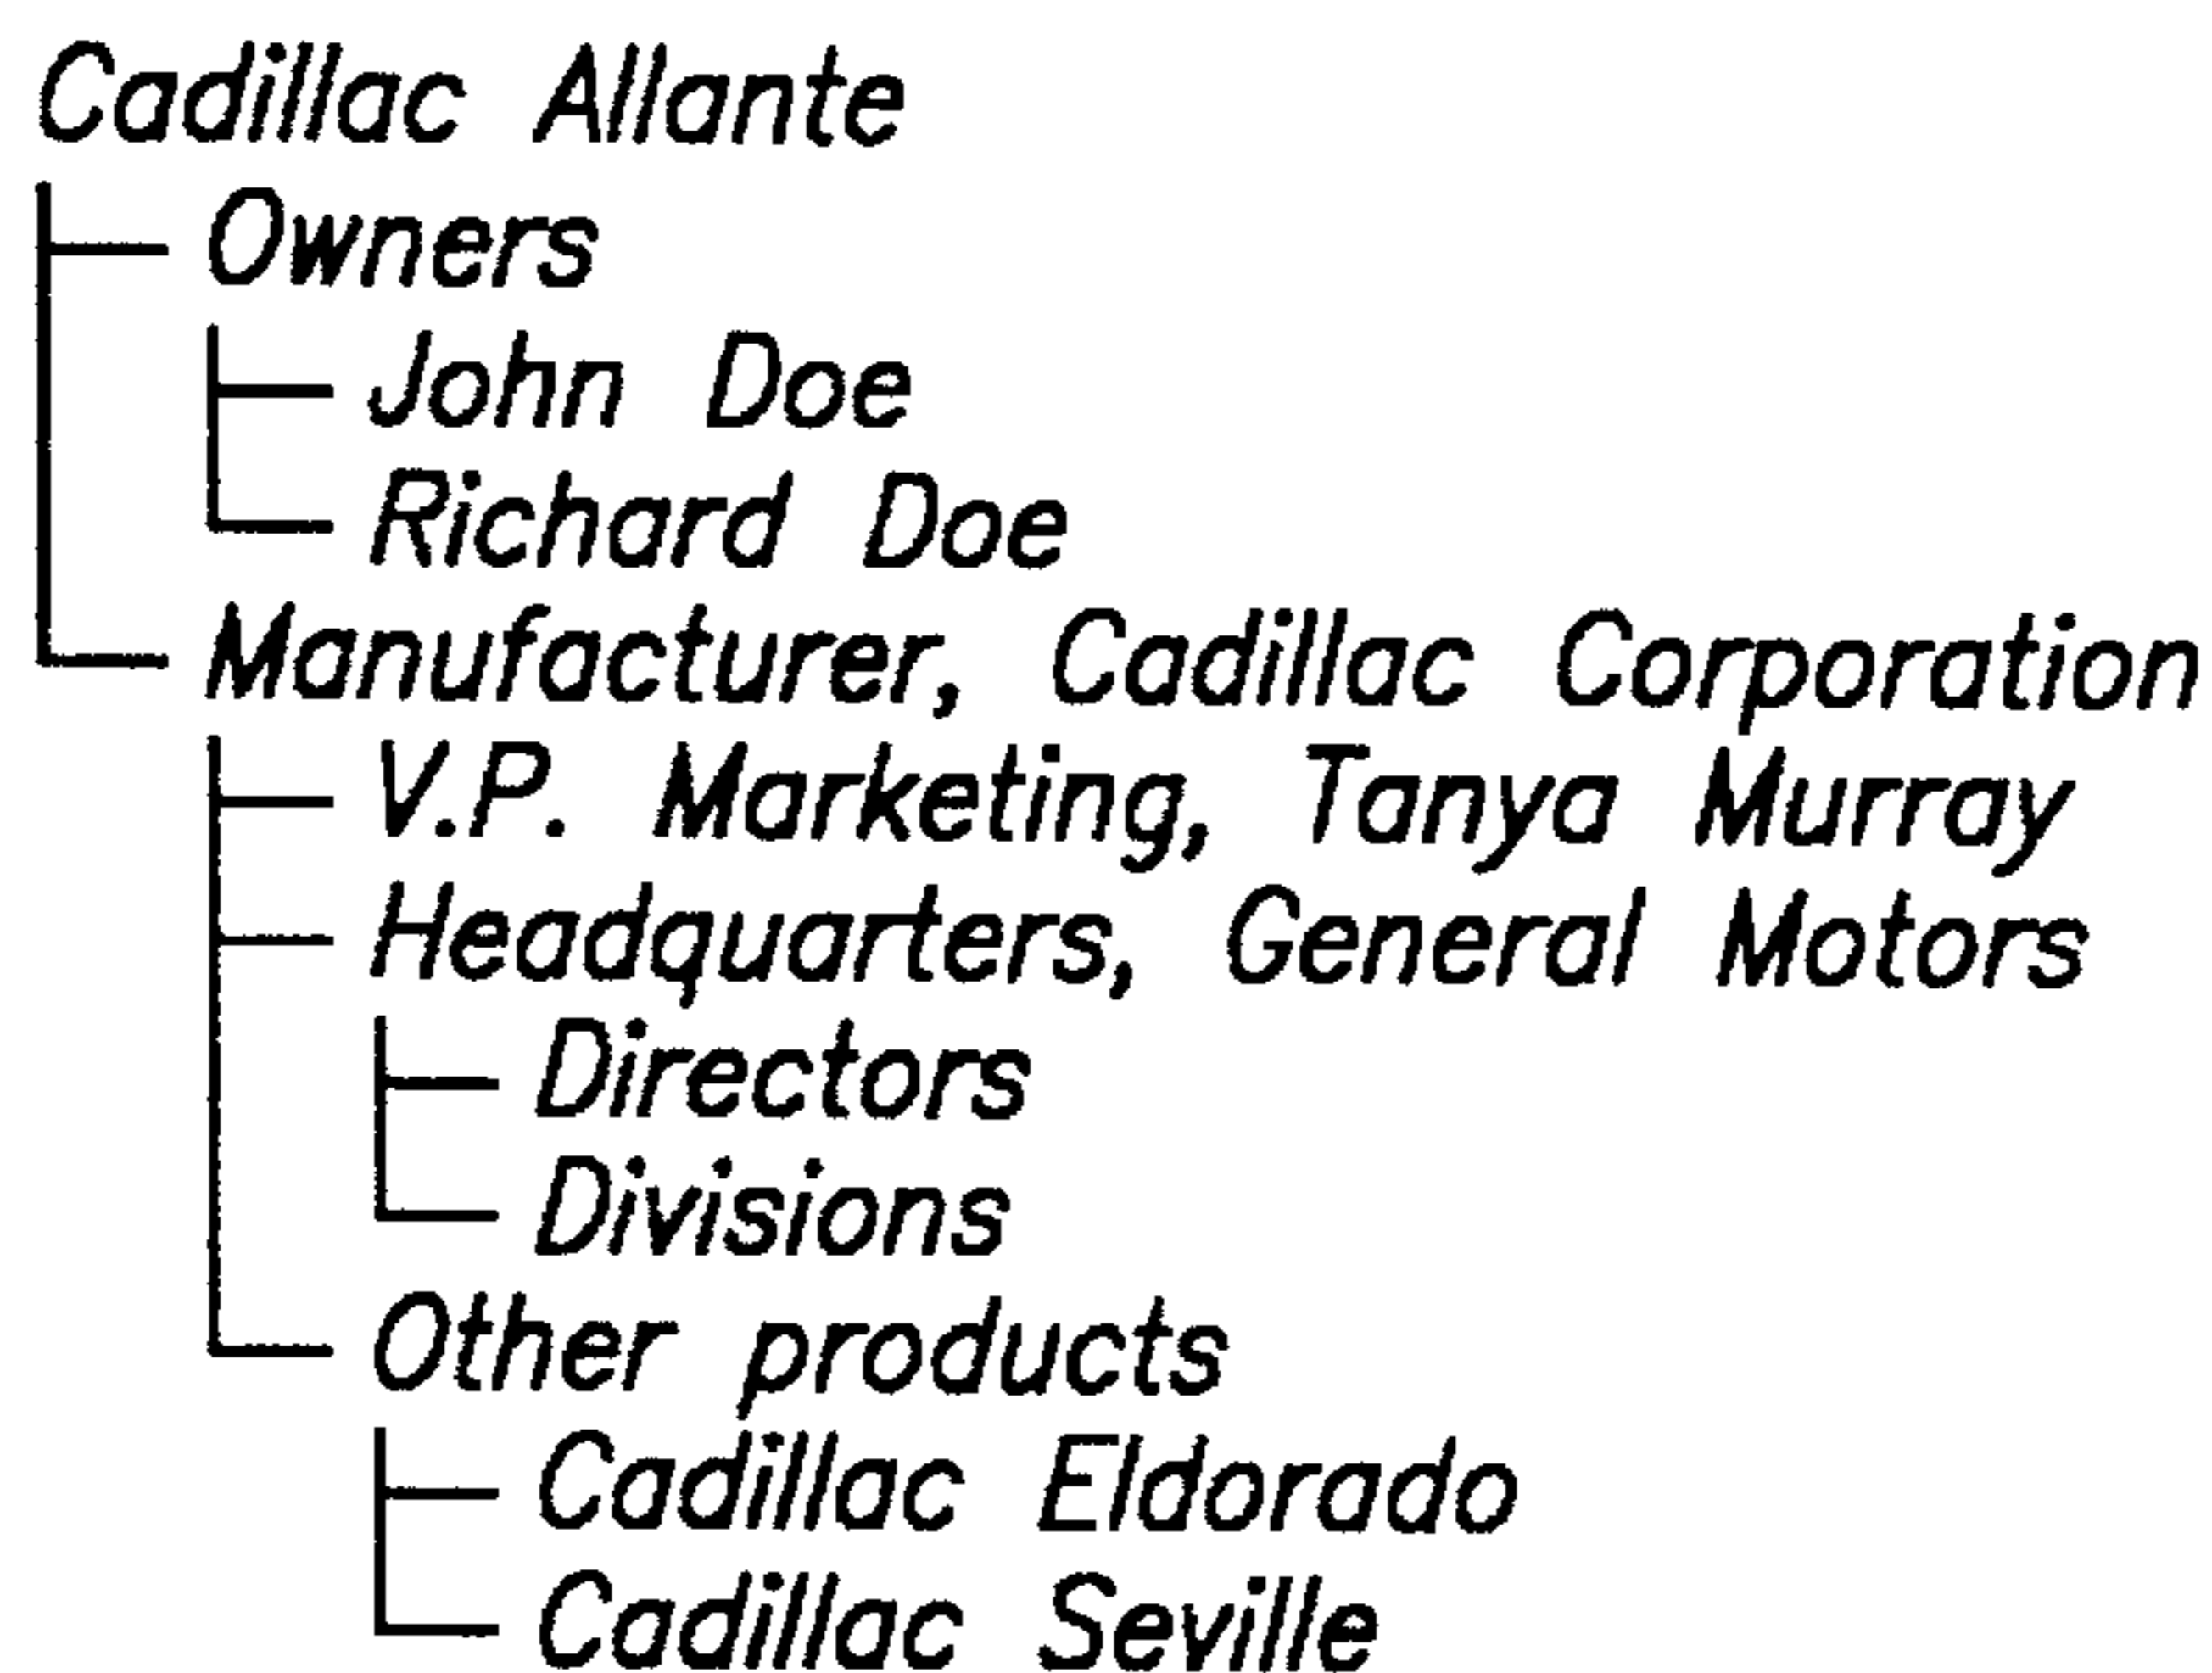 Cadillac Allante
Owners
John Doe
Richard Doe
Manufacturer, Cadillac Corporation
V.P. Marketing, Tanya Murray
Headquarters, General Motors
Directors
Divisions
Other products
Cadillac Eldorado
Cadillac Seville